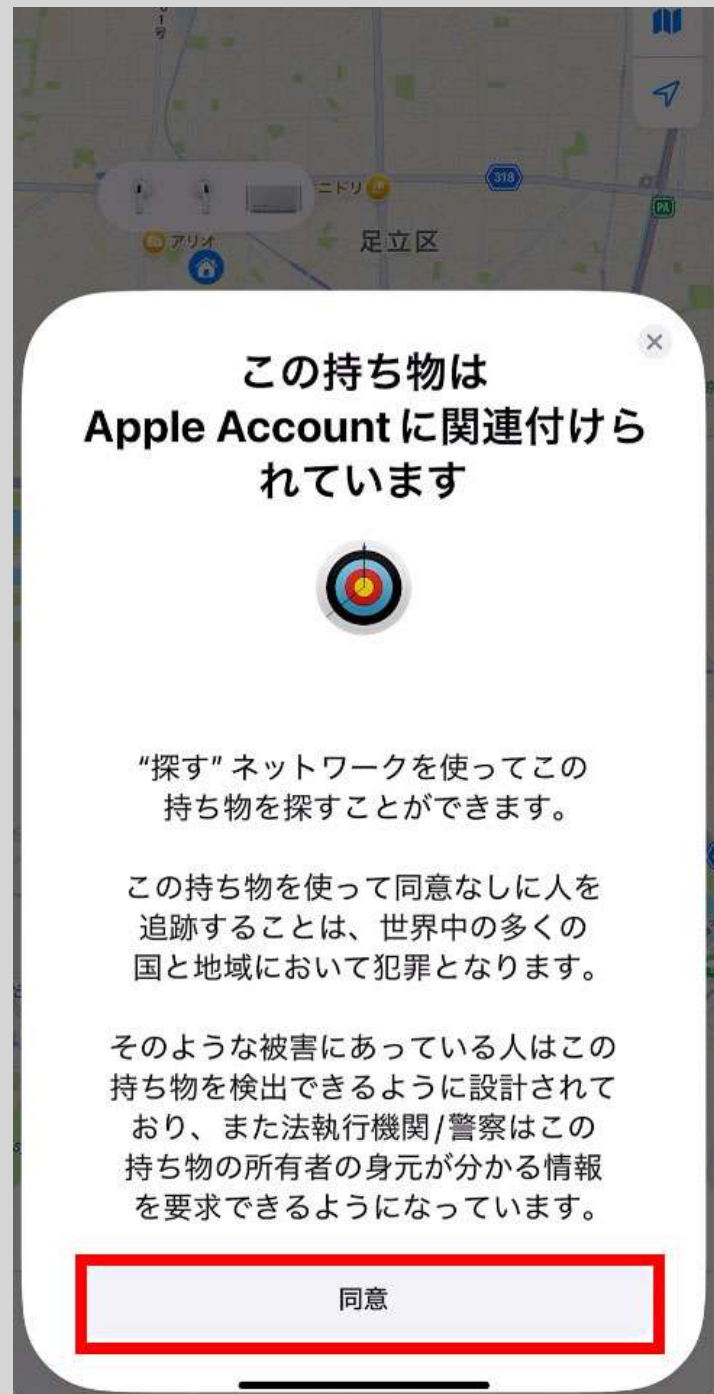 1
号
ニトリ
318
PA
アリオ
足立区
この持ち物は
Apple Accountに関連付けら
れています
“探す” ネットワークを使ってこの
持ち物を探すことができます。
この持ち物を使って同意なしに人を
追跡することは、世界中の多くの
国と地域において犯罪となります。
そのような被害にあっている人はこの
持ち物を検出できるように設計されて
おり、また法執行機関/警察はこの
持ち物の所有者の身元が分かる情報
を要求できるようになっています。
同意